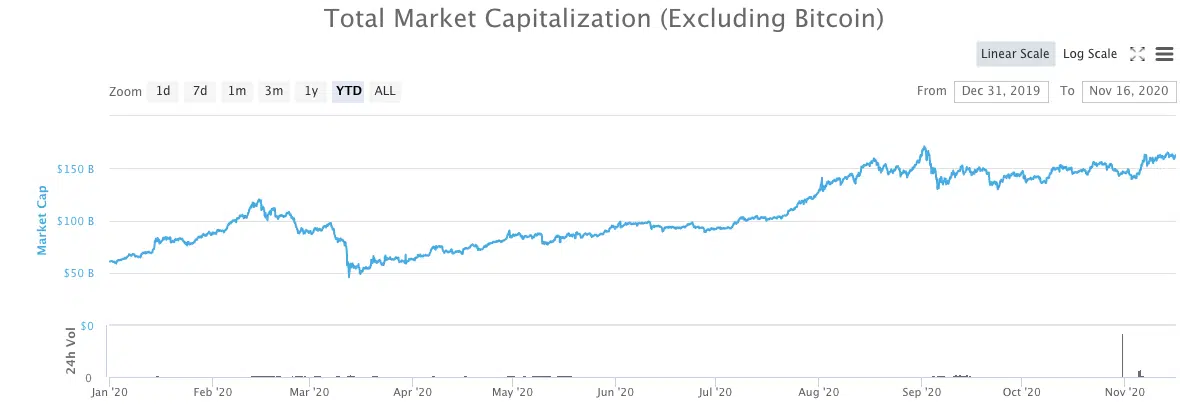 Total Market Capitalization (Excluding Bitcoin)
Linear Scale Log Scale
Zoom 1d 7d 1m 3m 1y YTD ALL From Dec 31, 2019 To Nov 16, 2020
Market Cap
$150 B
$100 B
$50 B
$0
24h Vol
0
Jan '20 Feb '20 Mar '20 Apr '20 May '20 Jun '20 Jul '20 Aug '20 Sep '20 Oct '20 Nov '20